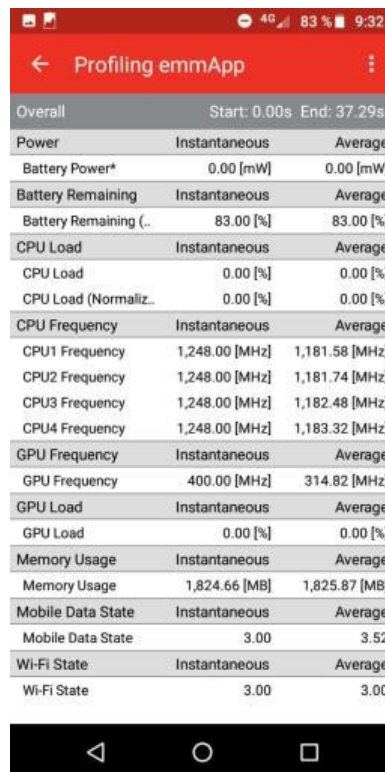 4G 83 % 9:32
Profiling emmApp
Overall Start: 0.00s End: 37.29s
Power Instantaneous Average
Battery Power* 0.00 [mW] 0.00 [mW
Battery Remaining Instantaneous Average
Battery Remaining (.. 83.00 [%] 83.00 [%]
CPU Load Instantaneous Average
CPU Load 0.00 [%] 0.00 [%]
CPU Load (Normaliz.. 0.00 [%] 0.00 [%]
CPU Frequency Instantaneous Average
CPU1 Frequency 1,248.00 [MHz] 1,181.58 [MHz
CPU2 Frequency 1,248.00 [MHz] 1,181.74 [MHz
CPU3 Frequency 1,248.00 [MHz] 1,182.48 [MHz
CPU4 Frequency 1,248.00 [MHz] 1,183.32 [MHz
GPU Frequency Instantaneous Average
GPU Frequency 400.00 [MHz] 314.82 [MHz
GPU Load Instantaneous Average
GPU Load 0.00 [%] 0.00 [%]
Memory Usage Instantaneous Average
Memory Usage 1,824.66 [MB] 1,825.87 [MB
Mobile Data State Instantaneous Average
Mobile Data State 3.00 3.52
Wi-Fi State Instantaneous Average
Wi-Fi State 3.00 3.00